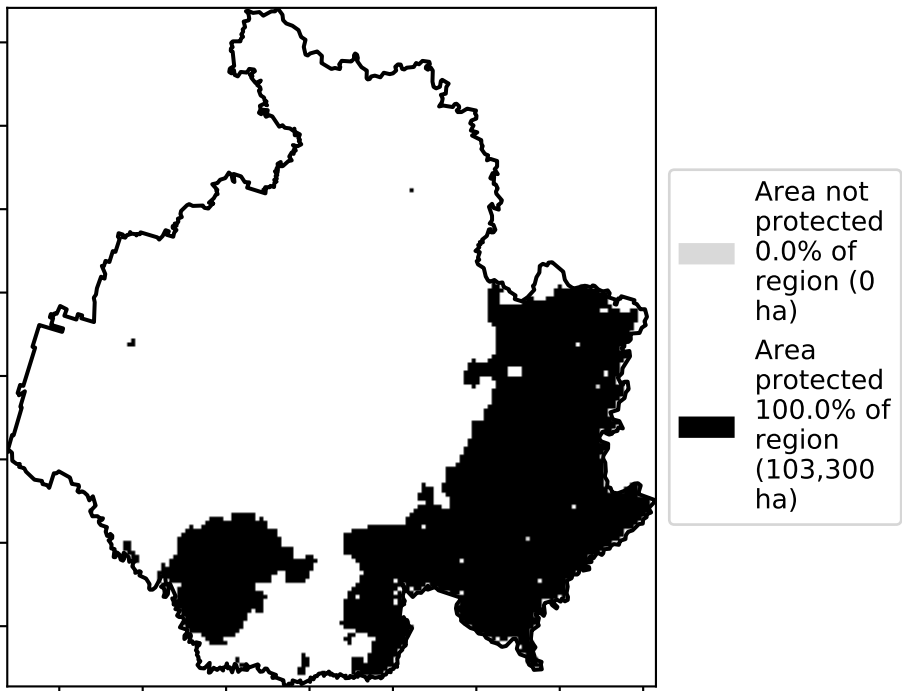 Area not
protected
0.0% of
region (0
ha)
Area
protected
100.0% of
region
(103,300
ha)